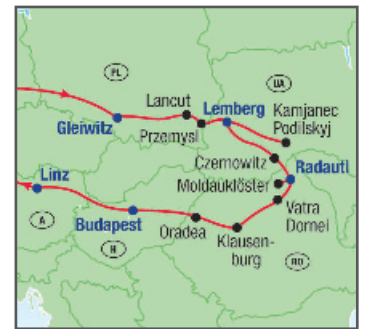 PL
UA
Lancut
Lemberg
Kamjanec
Podilskyj
Gleiwitz
Przemysl
Czernowitz
Radauti
Linz
Moldauklöster
A
Vatra
Dornei
Budapest
H
Oradea
Klausen-
burg
RO